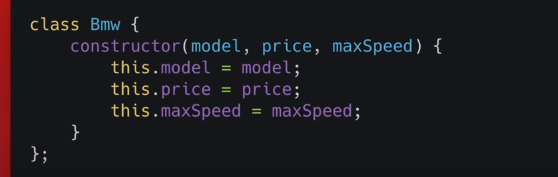 class Bmw {
    constructor(model, price, maxSpeed) {
        this.model = model;
        this.price = price;
        this.maxSpeed = maxSpeed;
    }
};